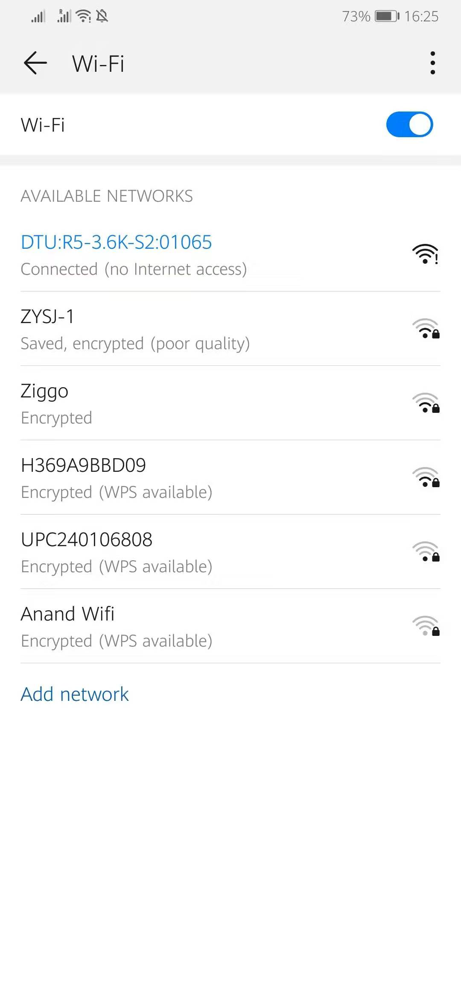 R
73% 16:25
Wi-Fi
Wi-Fi
AVAILABLE NETWORKS
DTU:R5-3.6K-S2:01065
Connected (no Internet access)
ZYSJ-1
Saved, encrypted (poor quality)
Ziggo
Encrypted
H369A9BBD09
Encrypted (WPS available)
UPC240106808
Encrypted (WPS available)
Anand Wifi
Encrypted (WPS available)
Add network